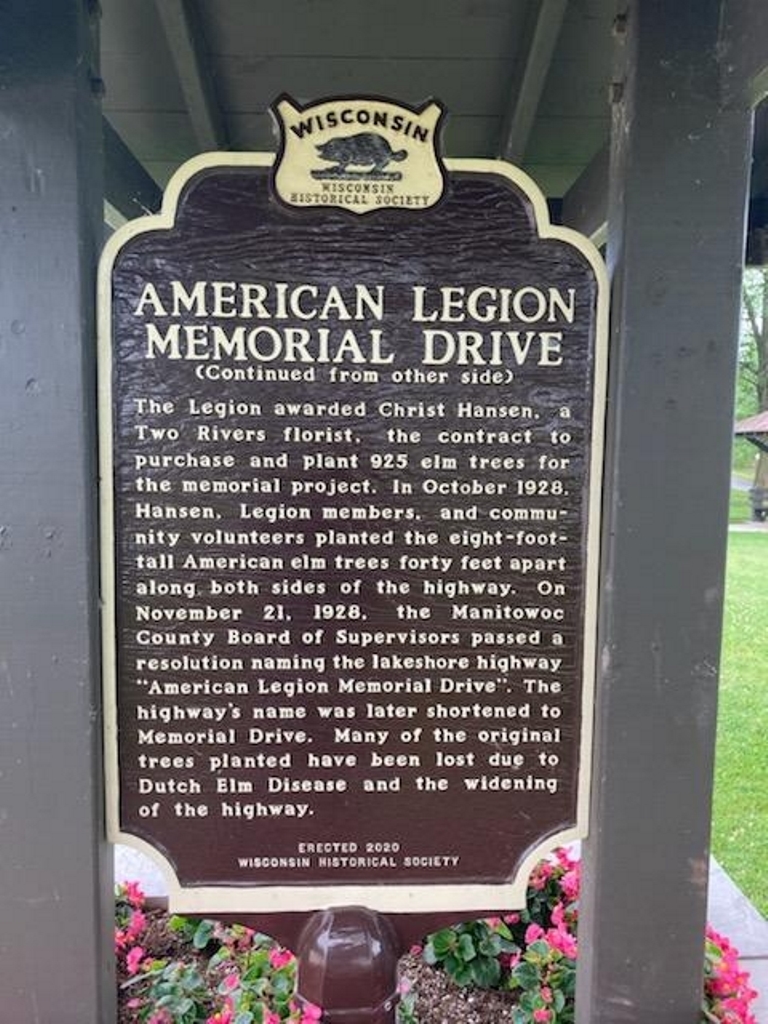 WISCONSIN
WISCONSIN
HISTORICAL SOCIETY
AMERICAN LEGION
MEMORIAL DRIVE
(Continued from other side)
The Legion awarded Christ Hansen, a
Two Rivers florist, the contract to
purchase and plant 925 elm trees for
the memorial project. In October 1928,
Hansen, Legion members, and commu-
nity volunteers planted the eight-foot-
tall American elm trees forty feet apart
along both sides of the highway. On
November 21, 1928, the Manitowoc
County Board of Supervisors passed a
resolution naming the lakeshore highway
"American Legion Memorial Drive". The
highway's name was later shortened to
Memorial Drive. Many of the original
trees planted have been lost due to
Dutch Elm Disease and the widening
of the highway.
ERECTED 2020
WISCONSIN HISTORICAL SOCIETY